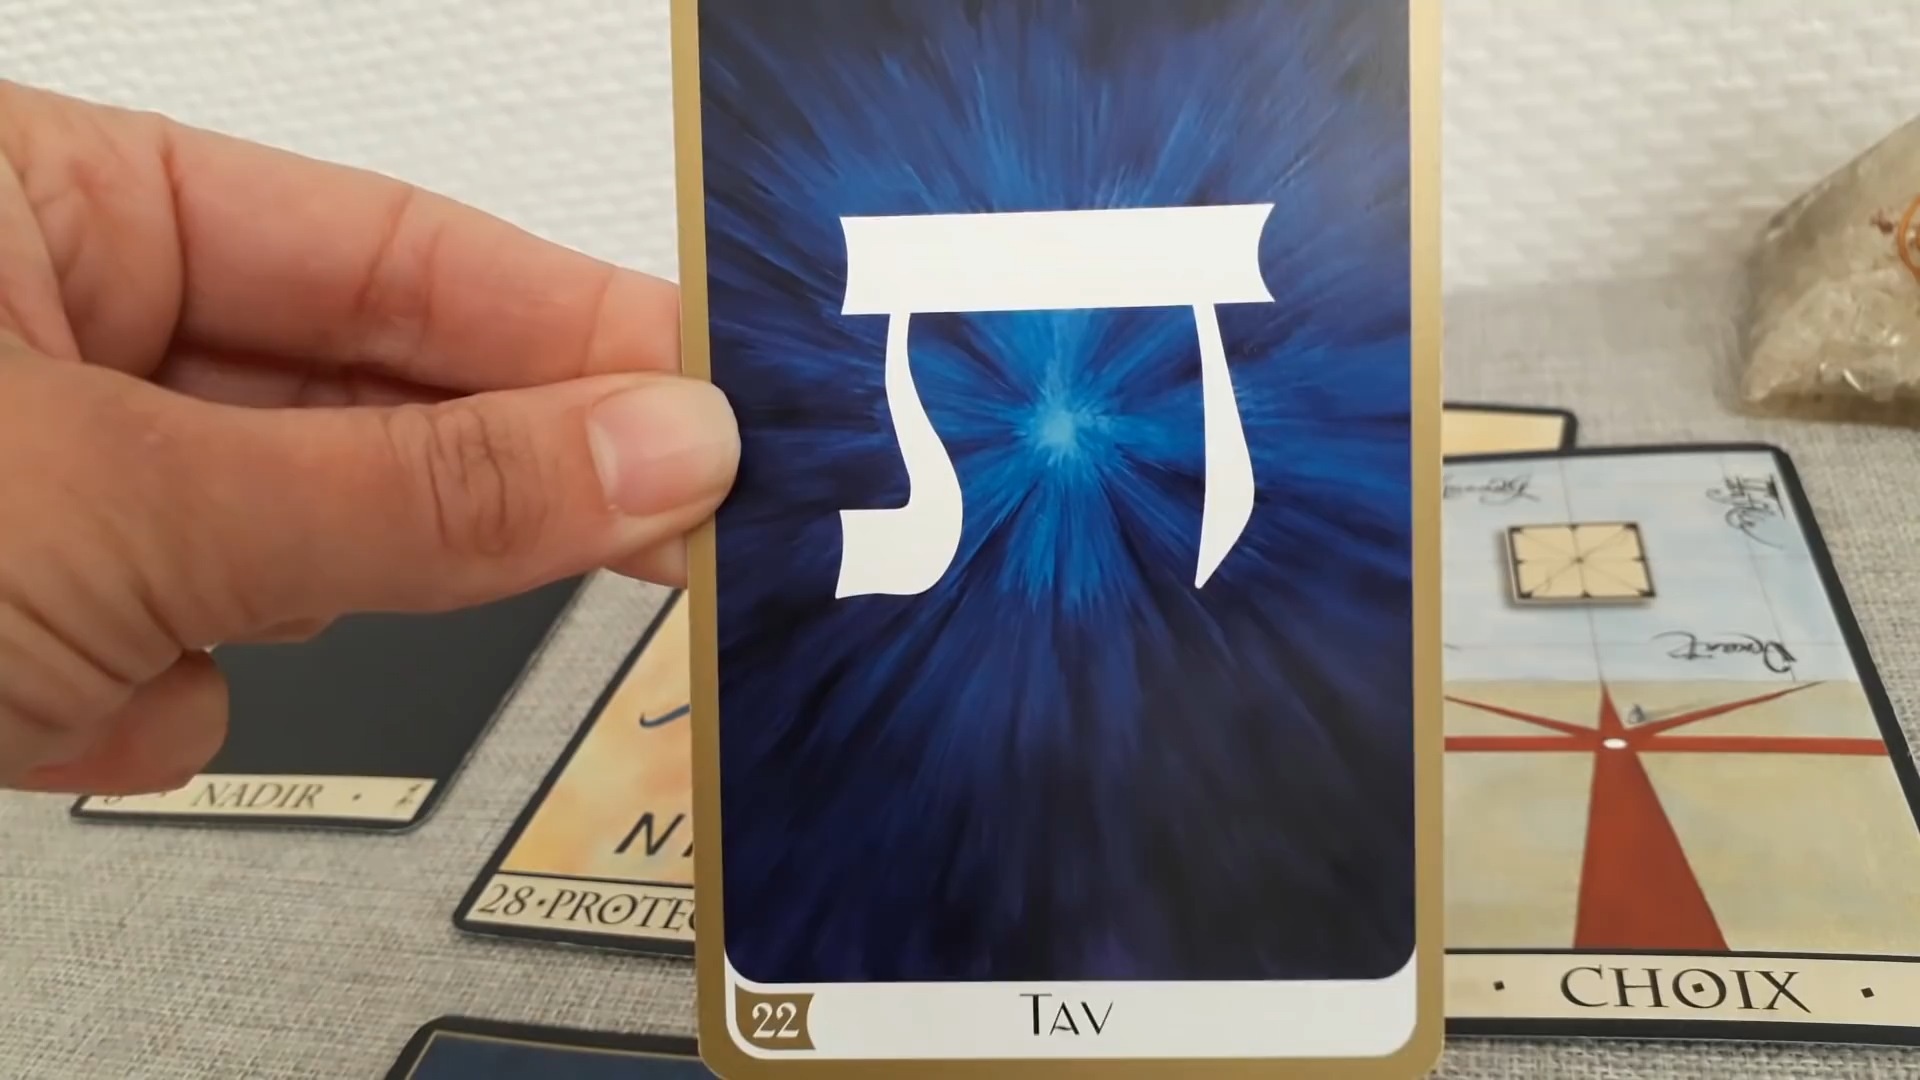 ת
22 TAV
NADIR
28·PROTEC
N
· CHOIX ·